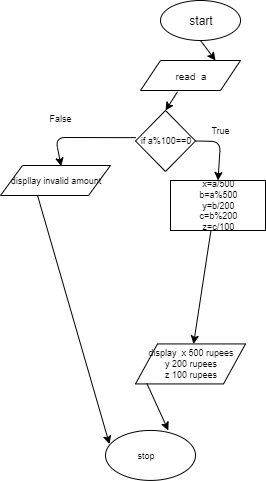 start
read a
if a%100==0
False
True
displlay invalid amount
x=a/500
b=a%500
y=b/200
c=b%200
z=c/100
display x 500 rupees
y 200 rupees
z 100 rupees
stop